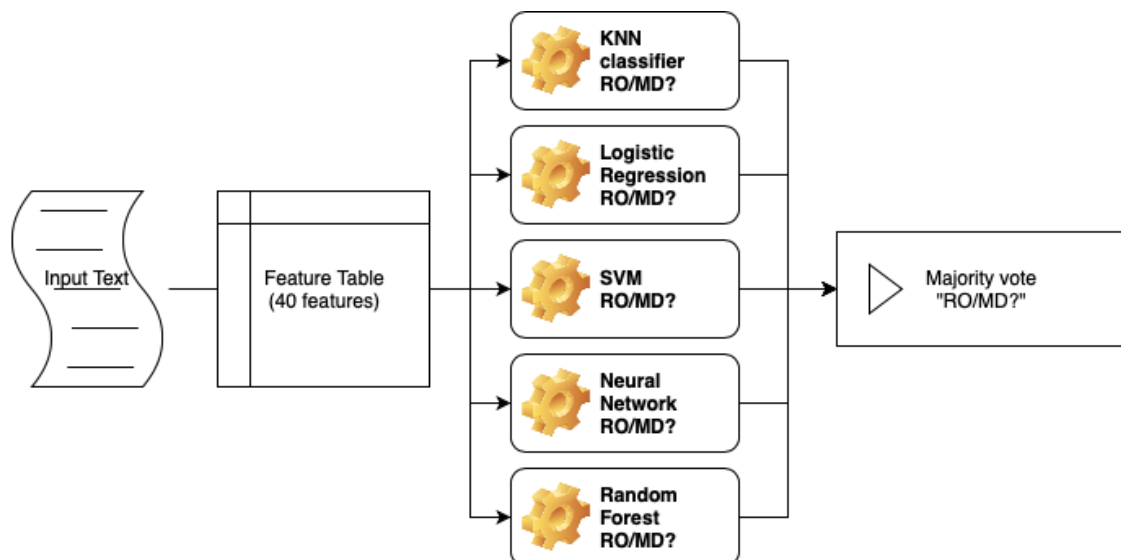 Input Text
Feature Table
(40 features)
KNN
classifier
RO/MD?
Logistic
Regression
RO/MD?
SVM
RO/MD?
Neural
Network
RO/MD?
Random
Forest
RO/MD?
Majority vote
"RO/MD?"